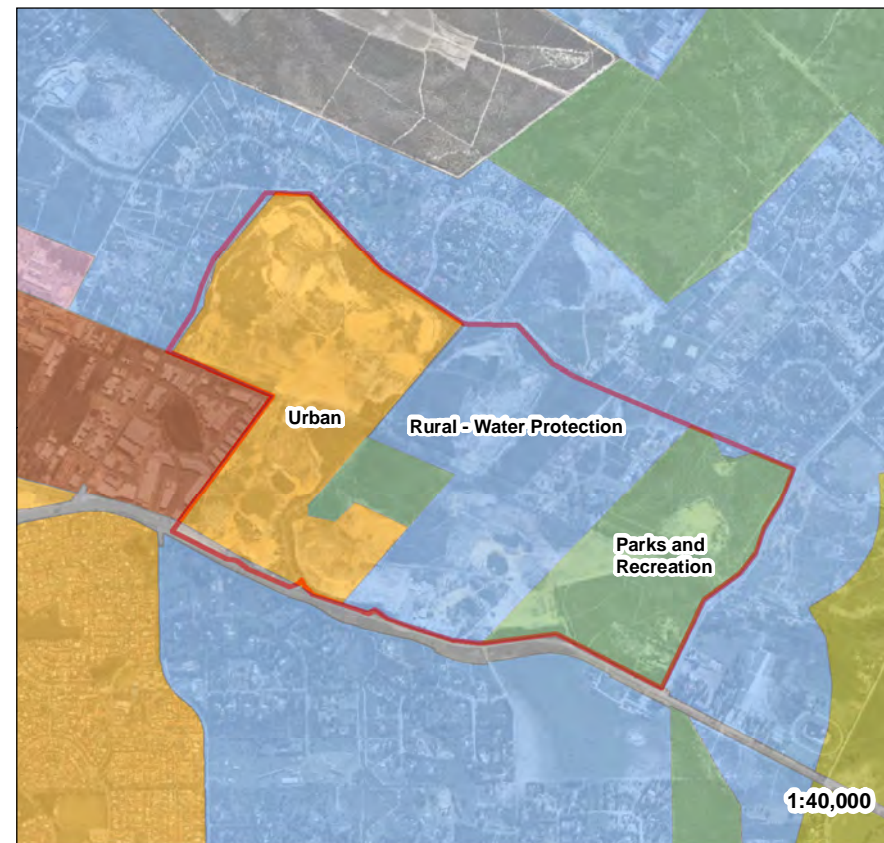 Urban
Rural - Water Protection
Parks and
Recreation
1:40,000